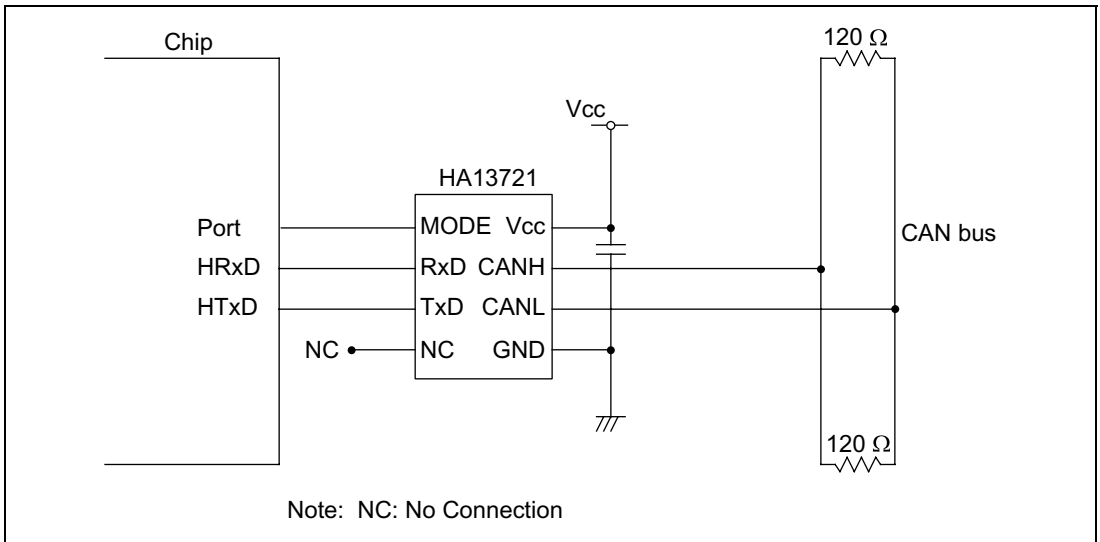 Chip
120 Ω
Vcc
HA13721
Port
MODE Vcc
CAN bus
HRxD
RxD CANH
HTxD
TxD CANL
NC
NC GND
120 Ω
Note: NC: No Connection